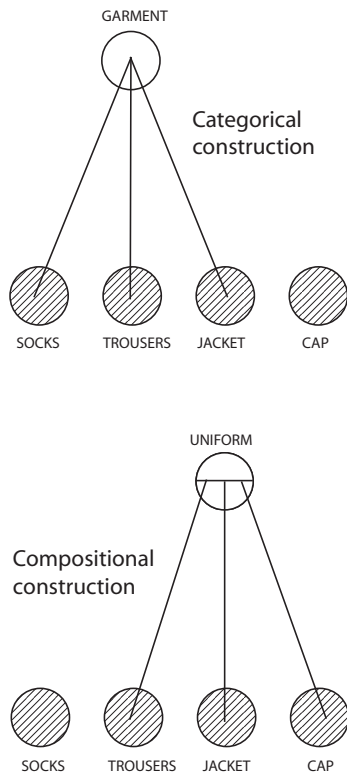 GARMENT
Categorical
construction
SOCKS TROUSERS JACKET CAP
UNIFORM
Compositional
construction
SOCKS TROUSERS JACKET CAP